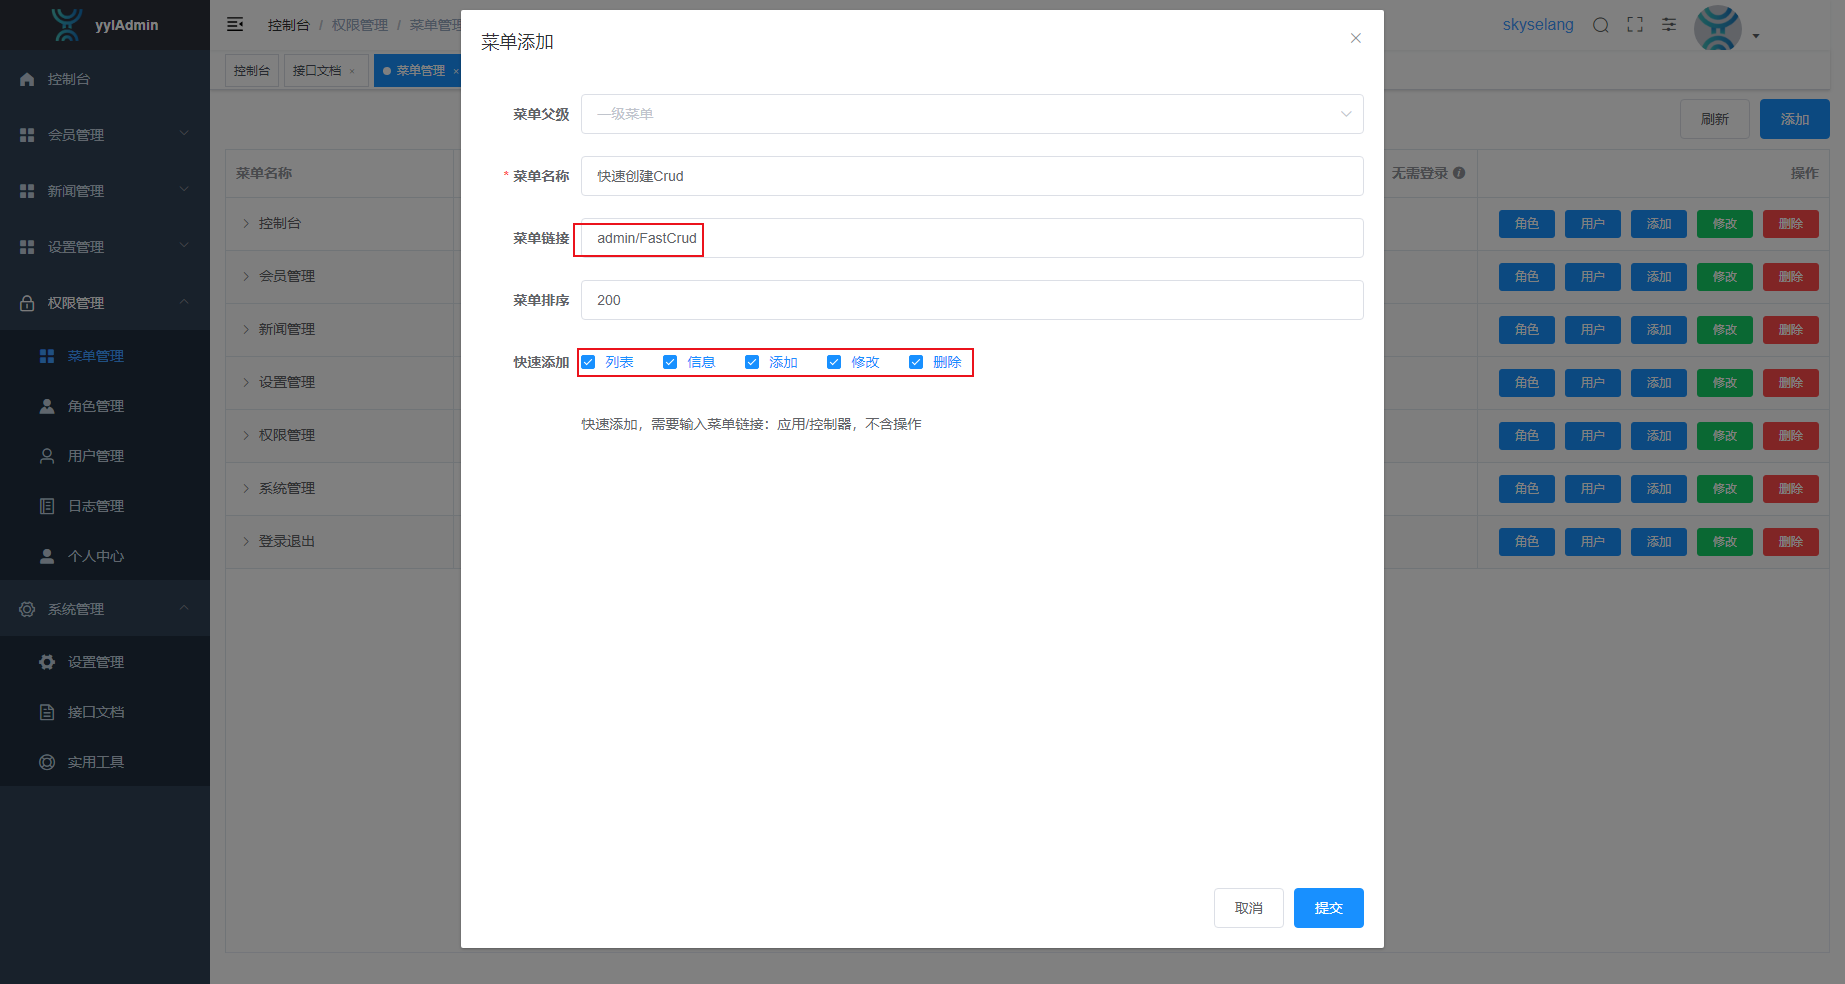 yylAdmin
控制台
会员管理
新闻管理
设置管理
权限管理
菜单管理
角色管理
用户管理
日志管理
个人中心
系统管理
设置管理
接口文档
实用工具
控制台 / 权限管理 / 菜单管理
skyselang
控制台
接口文档 ×
菜单管理 ×
刷新
添加
菜单名称
无需登录
操作
控制台
角色 用户 添加 修改 删除
会员管理
角色 用户 添加 修改 删除
新闻管理
角色 用户 添加 修改 删除
设置管理
角色 用户 添加 修改 删除
权限管理
角色 用户 添加 修改 删除
系统管理
角色 用户 添加 修改 删除
登录退出
角色 用户 添加 修改 删除
菜单添加
菜单父级 一级菜单
* 菜单名称 快速创建Crud
菜单链接 admin/FastCrud
菜单排序 200
快速添加 列表 信息 添加 修改 删除
快速添加，需要输入菜单链接：应用/控制器，不含操作
取消
提交